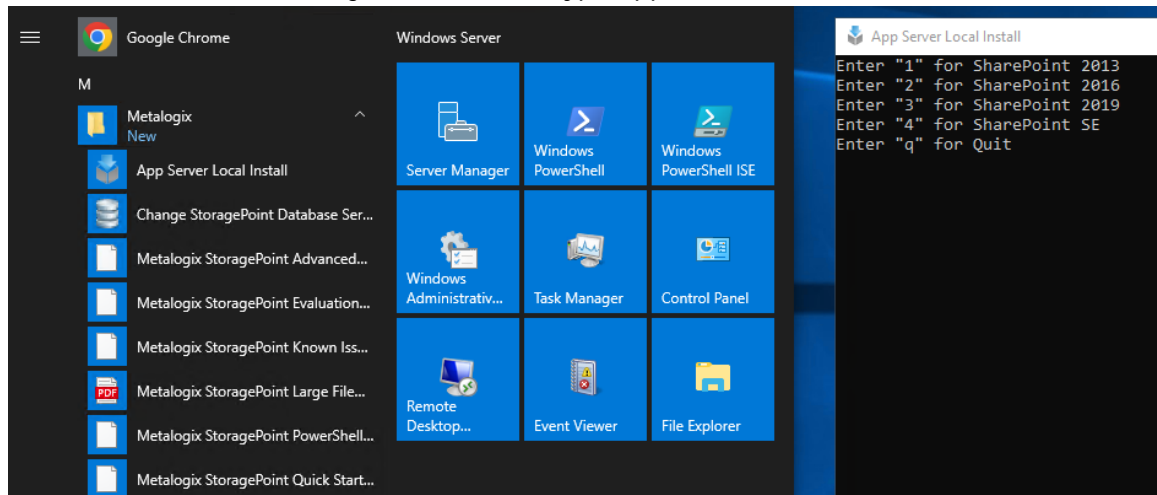 Google Chrome
M
Metalogix
New
App Server Local Install
Change StoragePoint Database Ser...
Metalogix StoragePoint Advanced...
Metalogix StoragePoint Evaluation...
Metalogix StoragePoint Known Iss...
PDF
Metalogix StoragePoint Large File...
Metalogix StoragePoint PowerShell...
Metalogix StoragePoint Quick Start...
Windows Server
Server Manager
Windows
PowerShell
Windows
PowerShell ISE
Windows
Administrativ...
Task Manager
Control Panel
Remote
Desktop...
Event Viewer
File Explorer
App Server Local Install
Enter "1" for SharePoint 2013
Enter "2" for SharePoint 2016
Enter "3" for SharePoint 2019
Enter "4" for SharePoint SE
Enter "q" for Quit